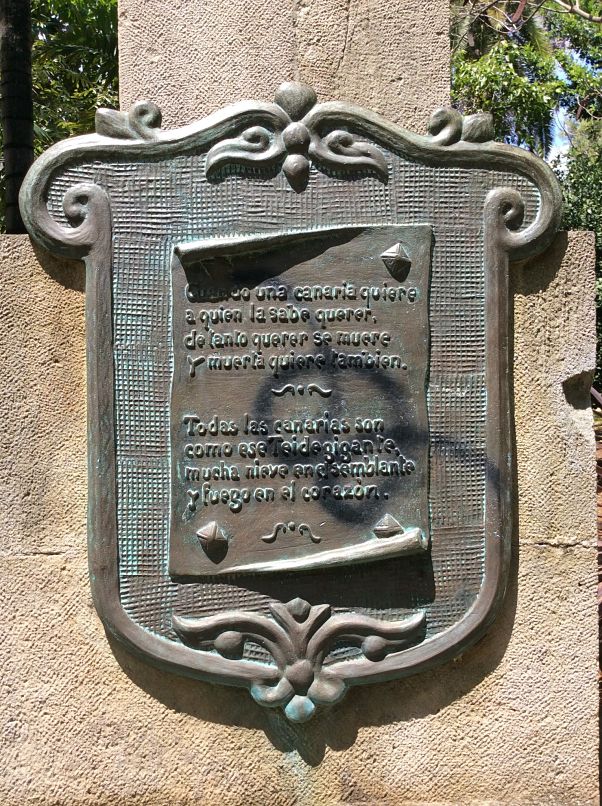 Cuando una canaria quiere
a quien la sabe querer,
de tanto querer se muere
y muerta quiere tambien.
Todas las canarias son
como ese Teide gigante,
mucha nieve en el semblante
y fuego en el corazón.